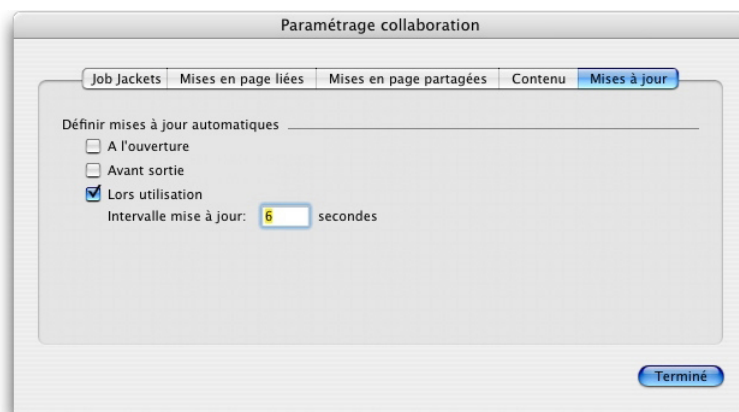 Paramétrage collaboration
Job Jackets Mises en page liées Mises en page partagées Contenu Mises à jour
Définir mises à jour automatiques
A l'ouverture
Avant sortie
Lors utilisation
Intervalle mise à jour: 6 secondes
Terminé